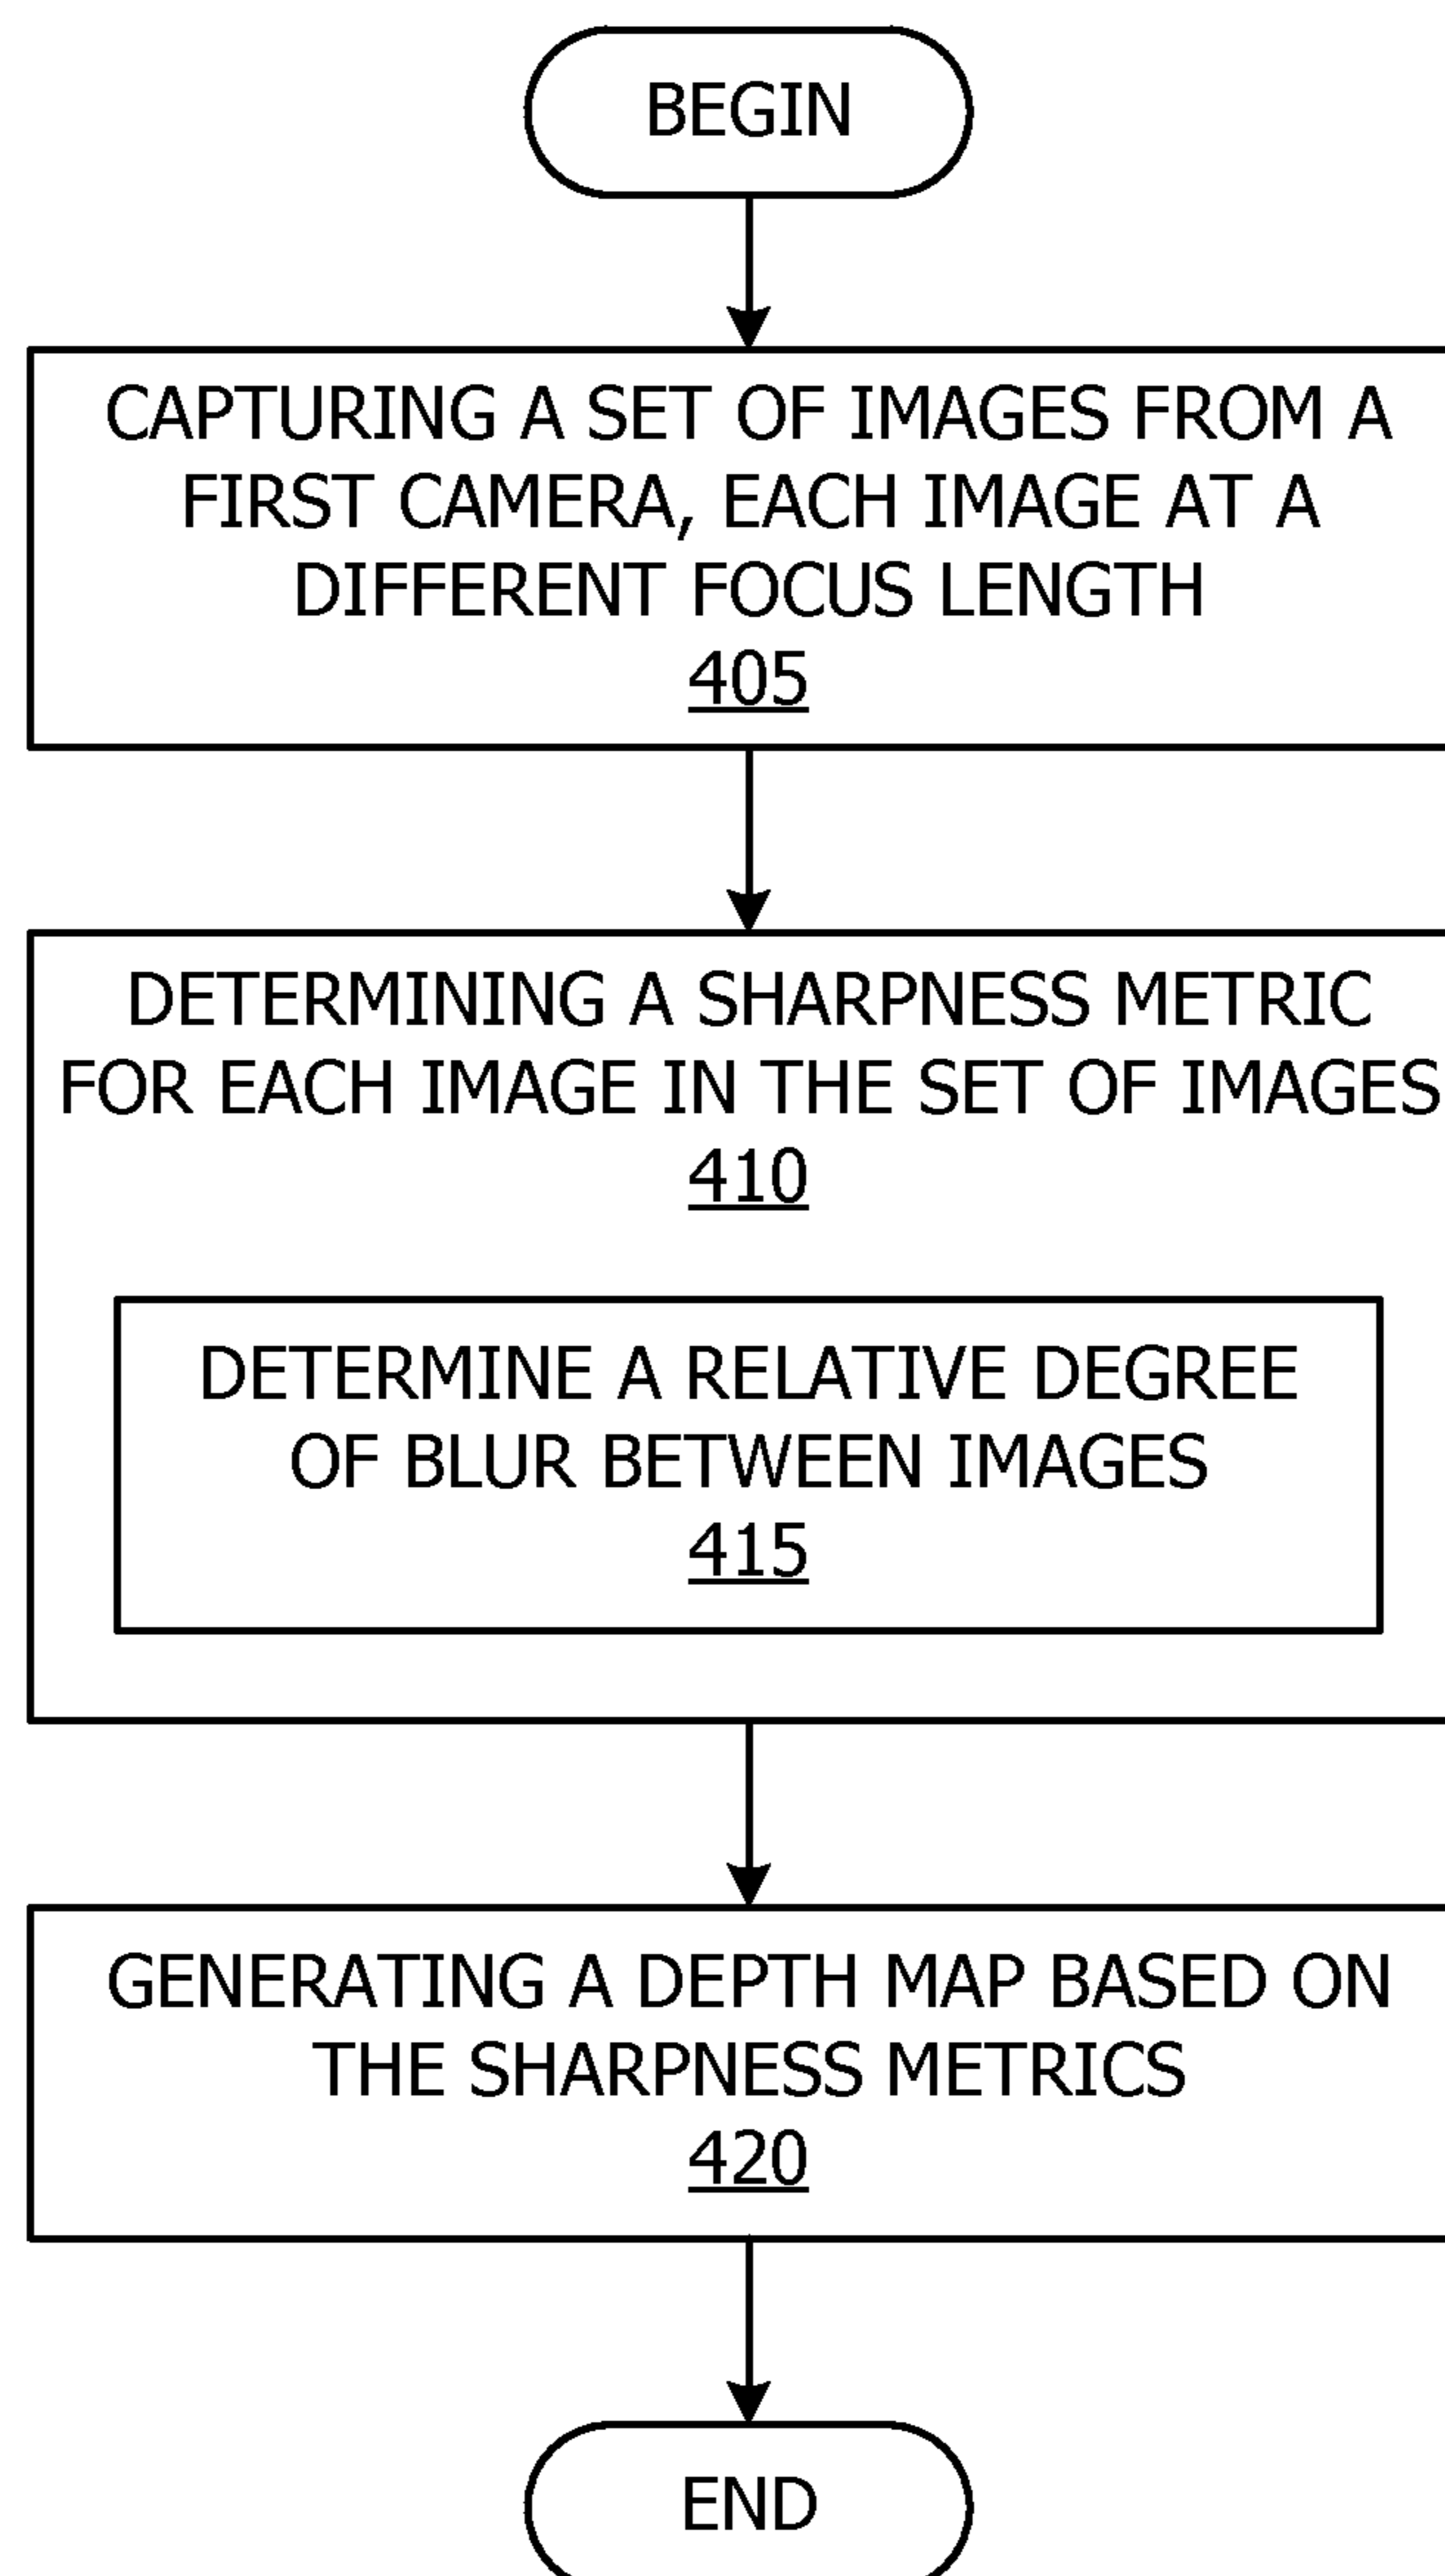 BEGIN
CAPTURING A SET OF IMAGES FROM A
FIRST CAMERA, EACH IMAGE AT A
DIFFERENT FOCUS LENGTH
405
DETERMINING A SHARPNESS METRIC
FOR EACH IMAGE IN THE SET OF IMAGES
410
DETERMINE A RELATIVE DEGREE
OF BLUR BETWEEN IMAGES
415
GENERATING A DEPTH MAP BASED ON
THE SHARPNESS METRICS
420
END